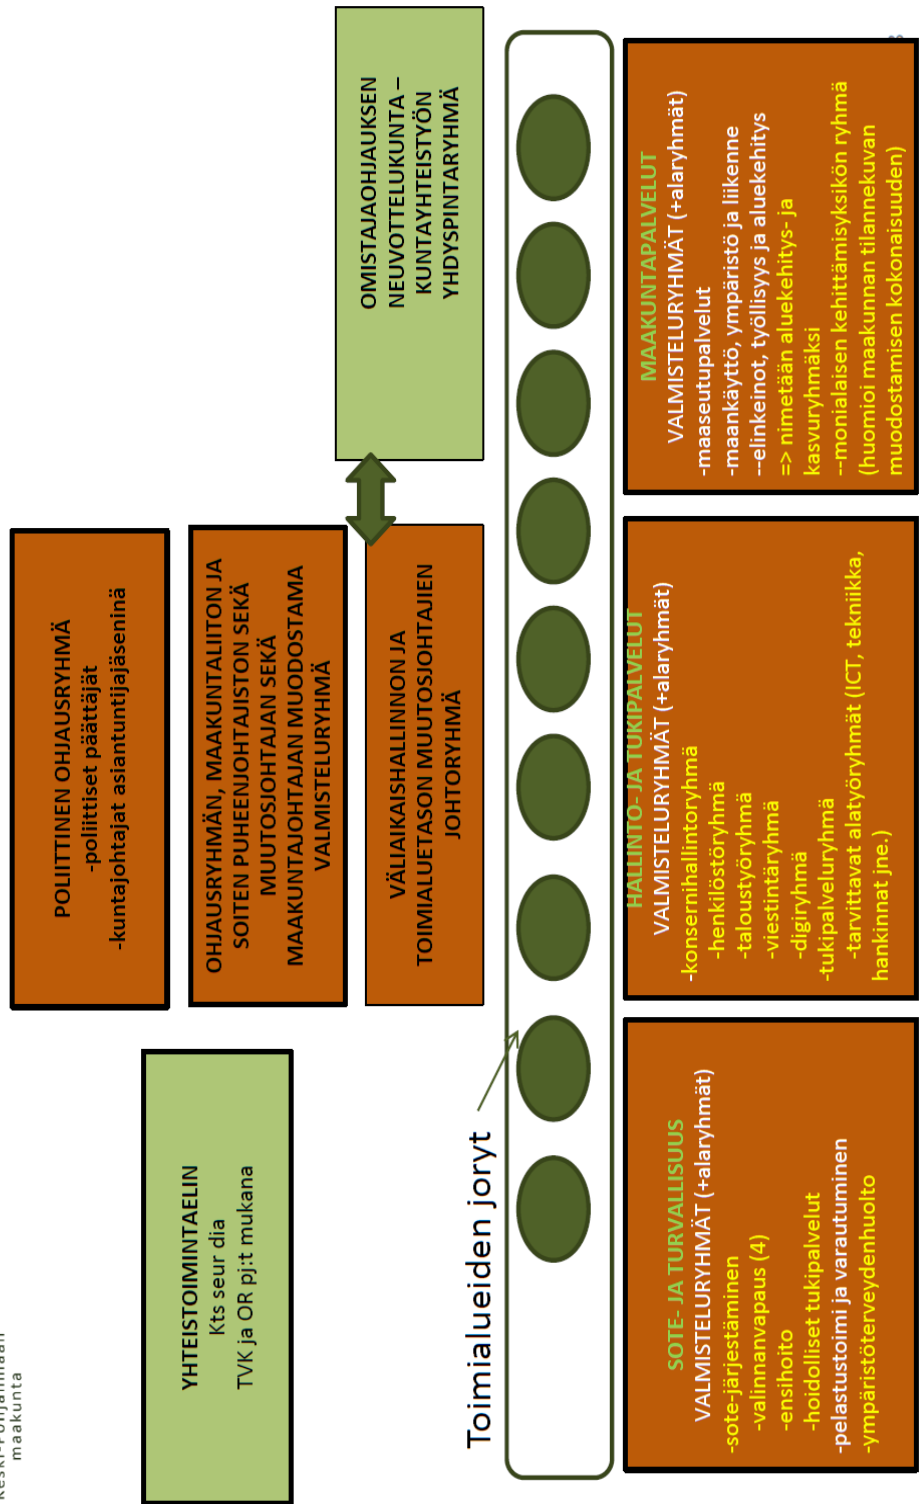 Keski-Pohjanmaan
maakunta
POLIITTINEN OHJAUSRYHMÄ
-poliittiset päättäjät
-kuntajohtajat asiantuntijajäseninä
YHTEISTOIMINTAELIN
Kts seur dia
TVK ja OR pj:t mukana
OHJAUSRYHMÄN, MAAKUNTALIITON JA
SOITEN PUHEENJOHTAJISTON SEKÄ
MUUTOSJOHTAJAN SEKÄ
MAAKUNTAJOHTAJAN MUODOSTAMA
VALMISTELURYHMÄ
VÄLIAIKAISHALLINNON JA
TOIMIALUETASON MUUTOSJOHTAJIEN
JOHTORYHMÄ
OMISTAJAOHJAUKSEN
NEUVOTTELUKUNTA –
KUNTAYHTEISTYÖN
YHDYSPINTARYHMÄ
Toimialueiden joryt
SOTE- JA TURVALLISUUS
VALMISTELURYHMÄT (+alaryhmät)
-sote-järjestäminen
-valinnanvapaus (4)
-ensihoito
-hoidolliset tukipalvelut
-pelastustoimi ja varautuminen
-ympäristöterveydenhuolto
HALLINTO- JA TUKIPALVELUT
VALMISTELURYHMÄT (+alaryhmät)
-konsernihallintoryhmä
-henkilöstöryhmä
-taloustyöryhmä
-viestintäryhmä
-digiryhmä
-tukipalveluryhmä
-tarvittavat alatyöryhmät (ICT, tekniikka,
hankinnat jne.)
MAAKUNTAPALVELUT
VALMISTELURYHMÄT (+alaryhmät)
-maaseutupalvelut
-maankäyttö, ympäristö ja liikenne
--elinkeinot, työllisyys ja aluekehitys
=> nimetään aluekehitys- ja
kasvuryhmäksi
--monialaisen kehittämisyksikön ryhmä
(huomioi maakunnan tilannekuvan
muodostamisen kokonaisuuden)